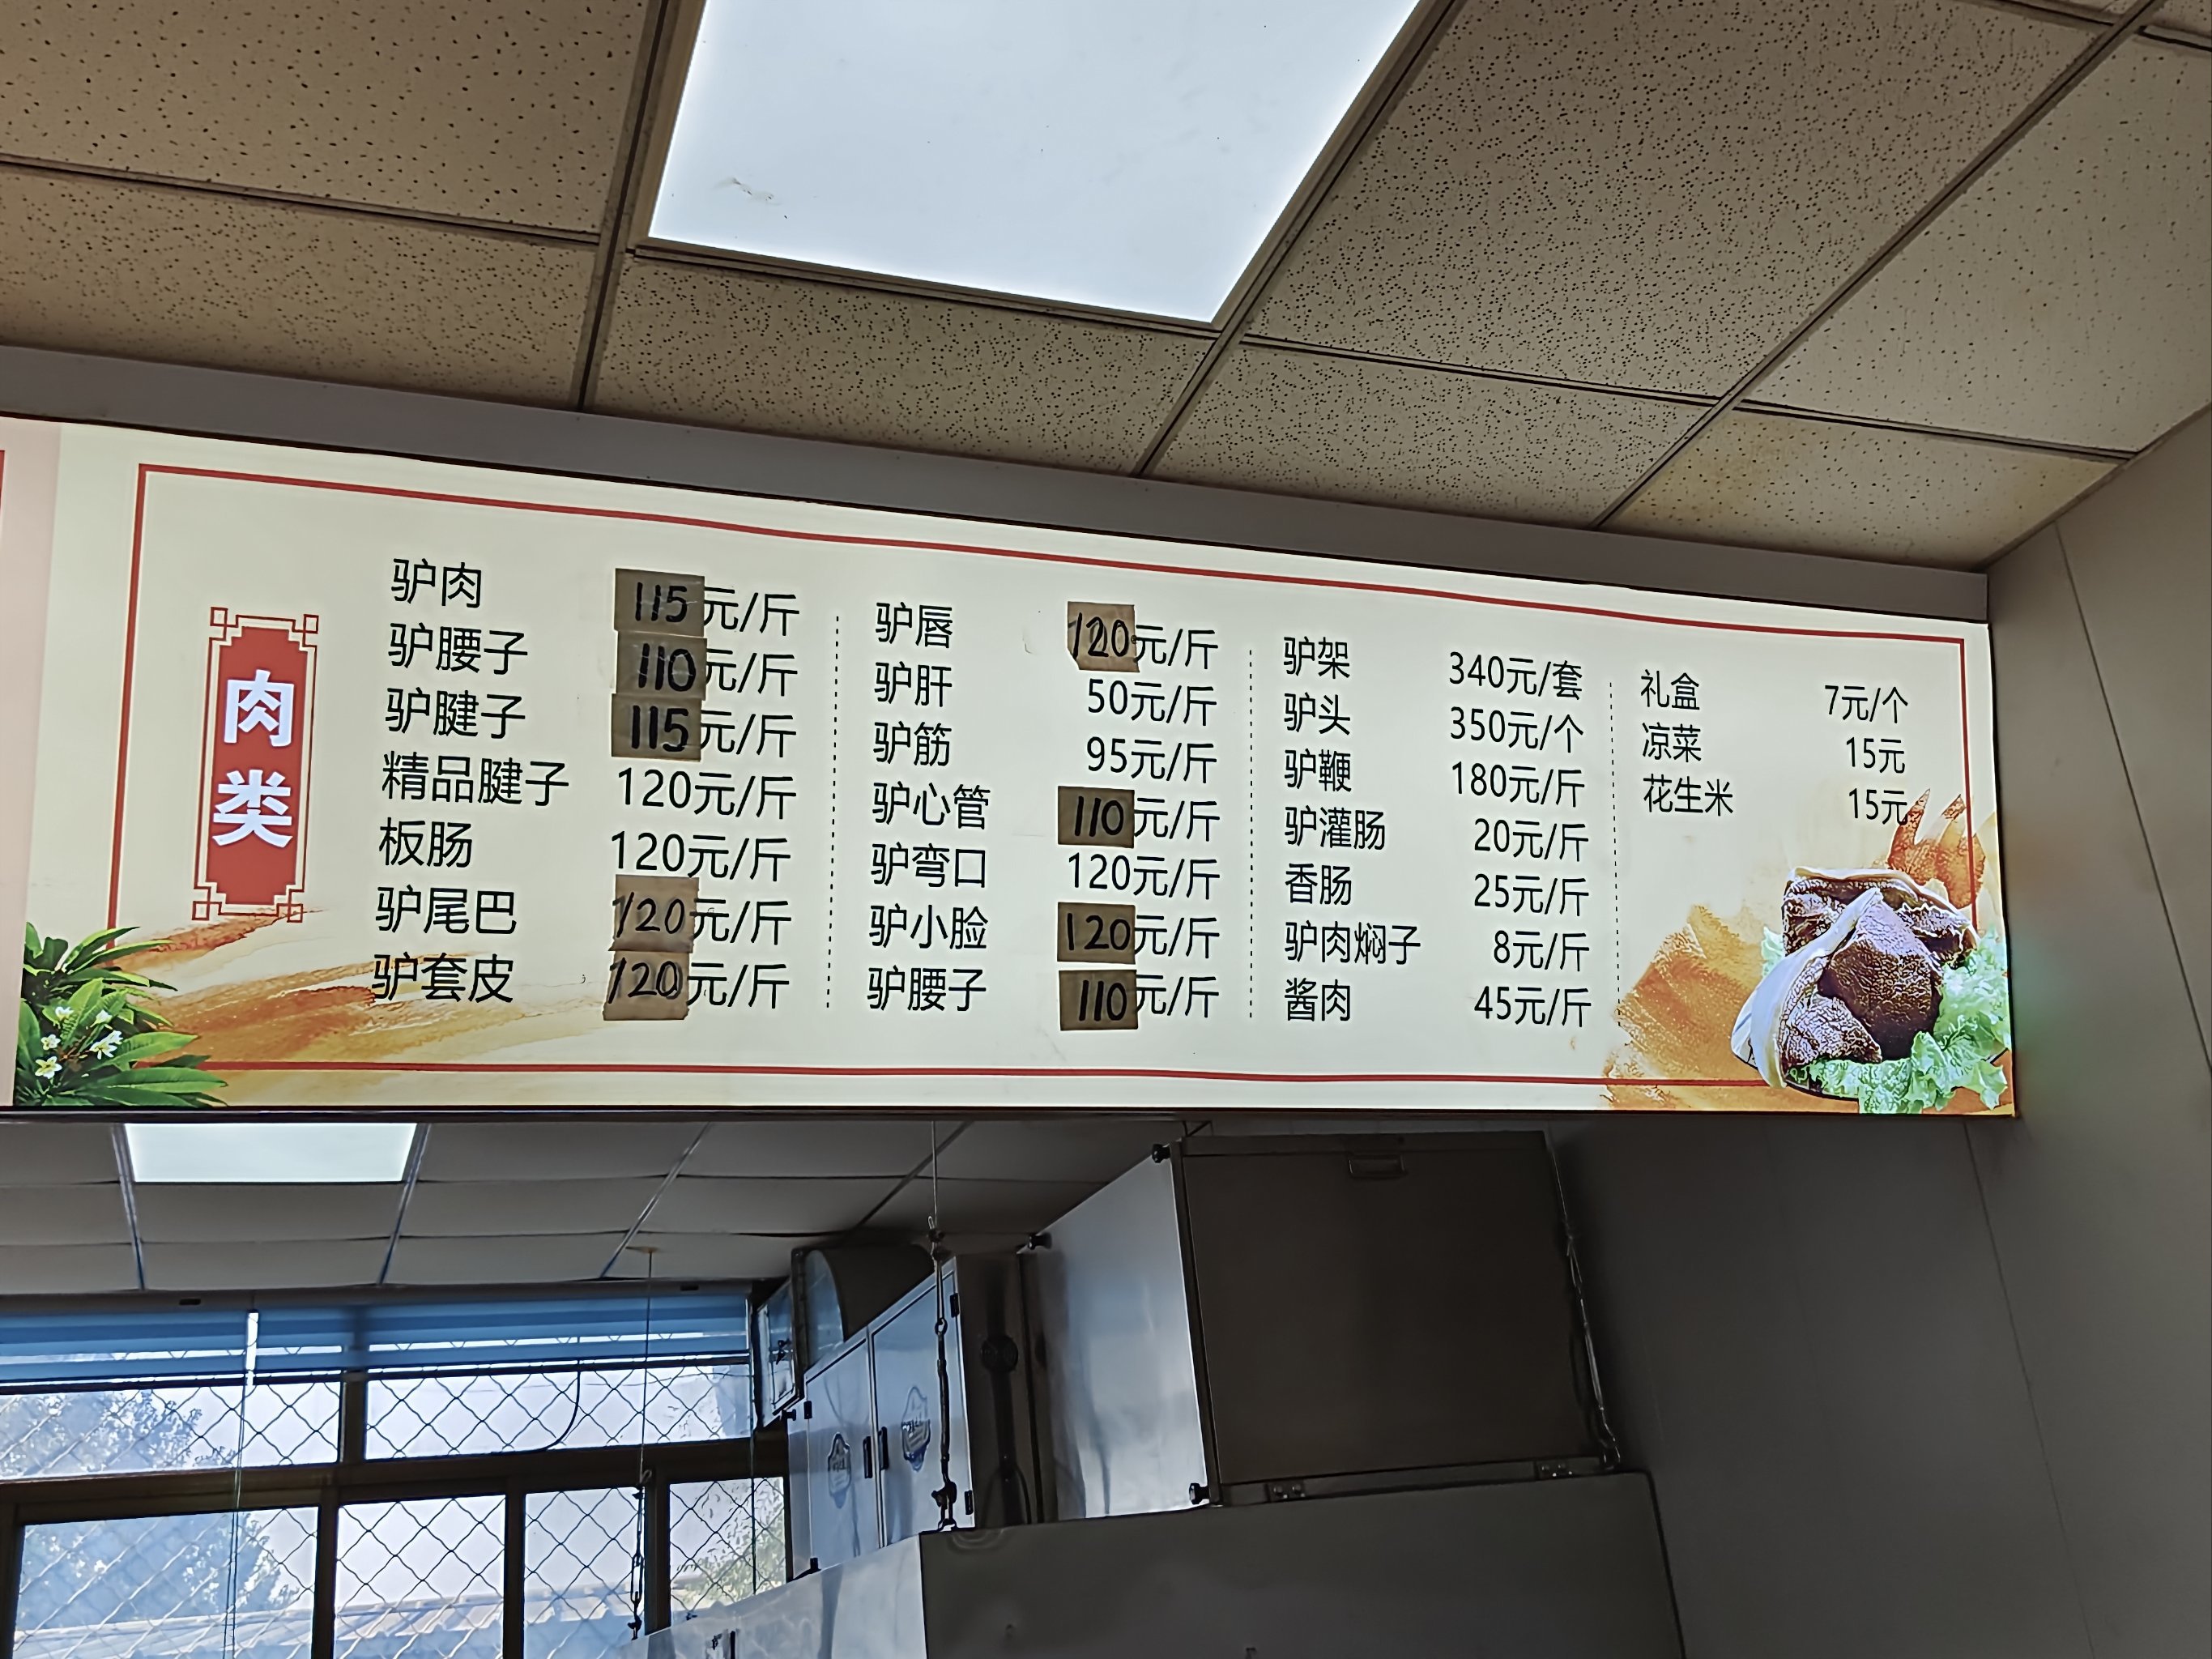 肉类
驴肉 115元/斤
驴腰子 110元/斤
驴腱子 115元/斤
精品腱子 120元/斤
板肠 120元/斤
驴尾巴 120元/斤
驴套皮 120元/斤
驴唇 120元/斤
驴肝 50元/斤
驴筋 95元/斤
驴心管 110元/斤
驴弯口 120元/斤
驴小脸 120元/斤
驴腰子 110元/斤
驴架 340元/套
驴头 350元/个
驴鞭 180元/斤
驴灌肠 20元/斤
香肠 25元/斤
驴肉焖子 8元/斤
酱肉 45元/斤
礼盒 7元/个
凉菜 15元
花生米 15元